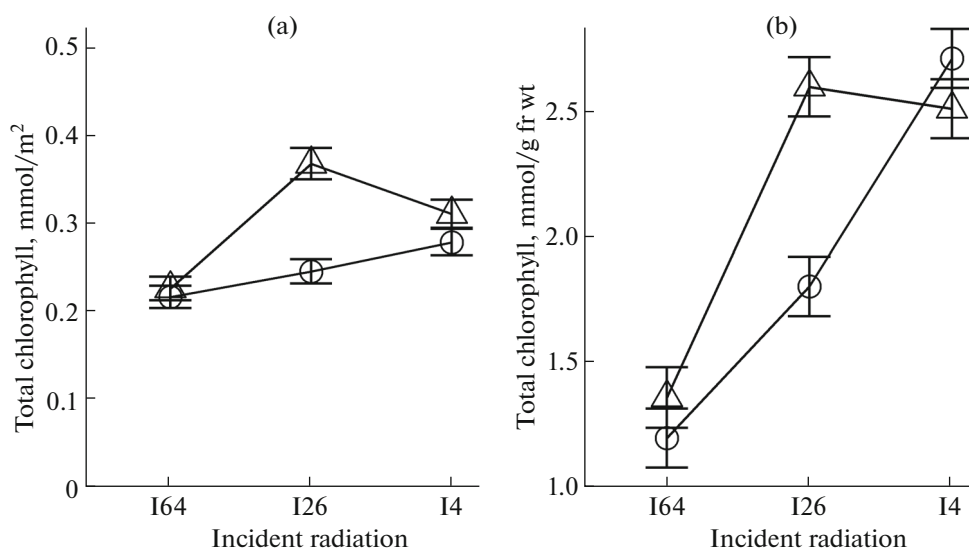 (a)
Total chlorophyll, mmol/m²
0.5
0.4
0.3
0.2
0.1
0
I64
I26
I4
Incident radiation
(b)
Total chlorophyll, mmol/g fr wt
2.5
2.0
1.5
1.0
I64
I26
I4
Incident radiation